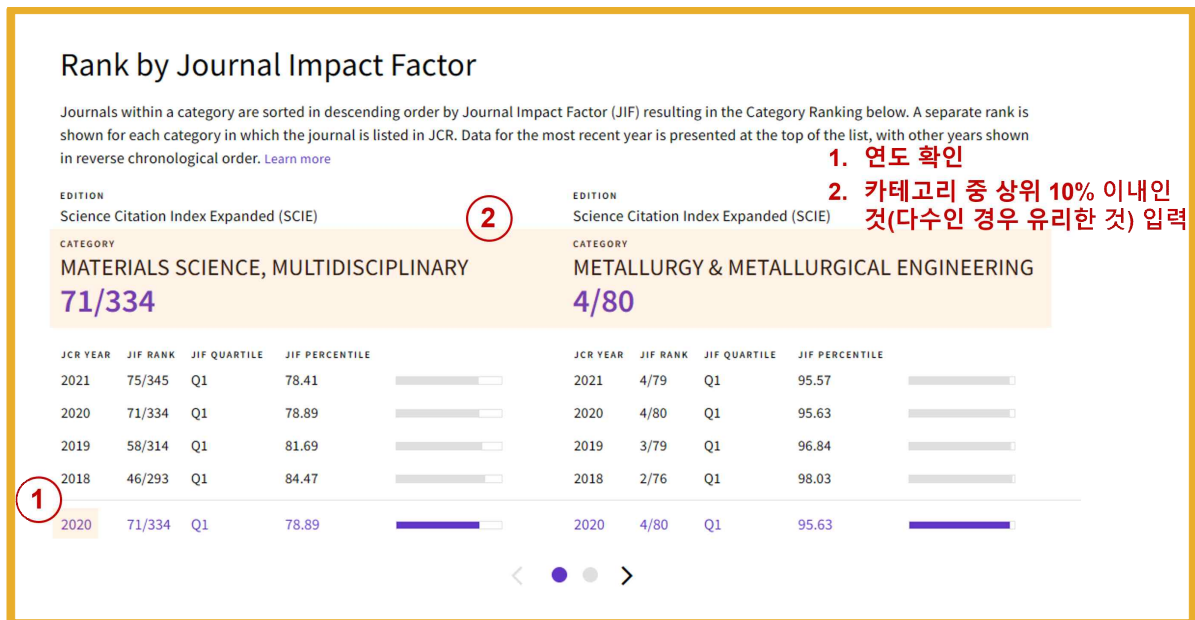 Rank by Journal Impact Factor
Journals within a category are sorted in descending order by Journal Impact Factor (JIF) resulting in the Category Ranking below. A separate rank is
shown for each category in which the journal is listed in JCR. Data for the most recent year is presented at the top of the list, with other years shown
in reverse chronological order. Learn more
1. 연도 확인
2. 카테고리 중 상위 10% 이내인
것(다수인 경우 유리한 것) 입력
EDITION
Science Citation Index Expanded (SCIE)
2
CATEGORY
MATERIALS SCIENCE, MULTIDISCIPLINARY
71/334
JCR YEAR JIF RANK JIF QUARTILE JIF PERCENTILE
2021 75/345 Q1 78.41
2020 71/334 Q1 78.89
2019 58/314 Q1 81.69
2018 46/293 Q1 84.47
1
2020 71/334 Q1 78.89
EDITION
Science Citation Index Expanded (SCIE)
CATEGORY
METALLURGY & METALLURGICAL ENGINEERING
4/80
JCR YEAR JIF RANK JIF QUARTILE JIF PERCENTILE
2021 4/79 Q1 95.57
2020 4/80 Q1 95.63
2019 3/79 Q1 96.84
2018 2/76 Q1 98.03
2020 4/80 Q1 95.63